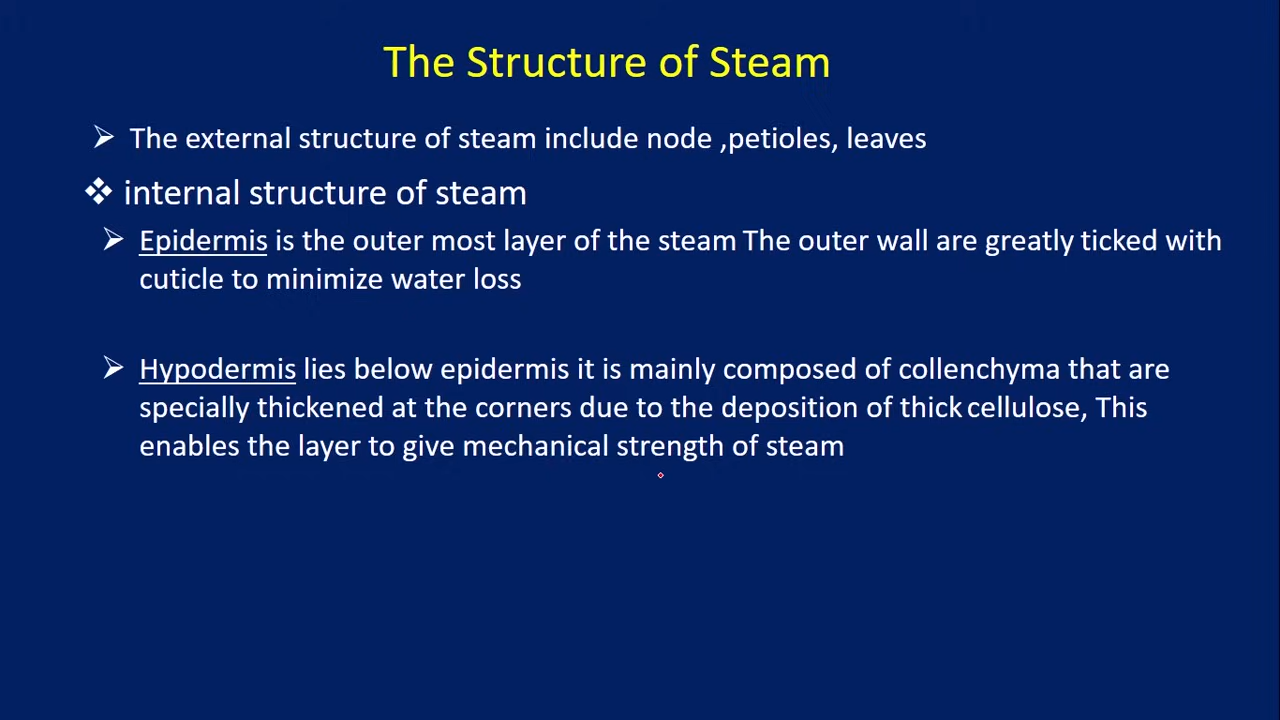 The Structure of Steam
The external structure of steam include node ,petioles, leaves
internal structure of steam
Epidermis is the outer most layer of the steam The outer wall are greatly ticked with
cuticle to minimize water loss
Hypodermis lies below epidermis it is mainly composed of collenchyma that are
specially thickened at the corners due to the deposition of thick cellulose, This
enables the layer to give mechanical strength of steam